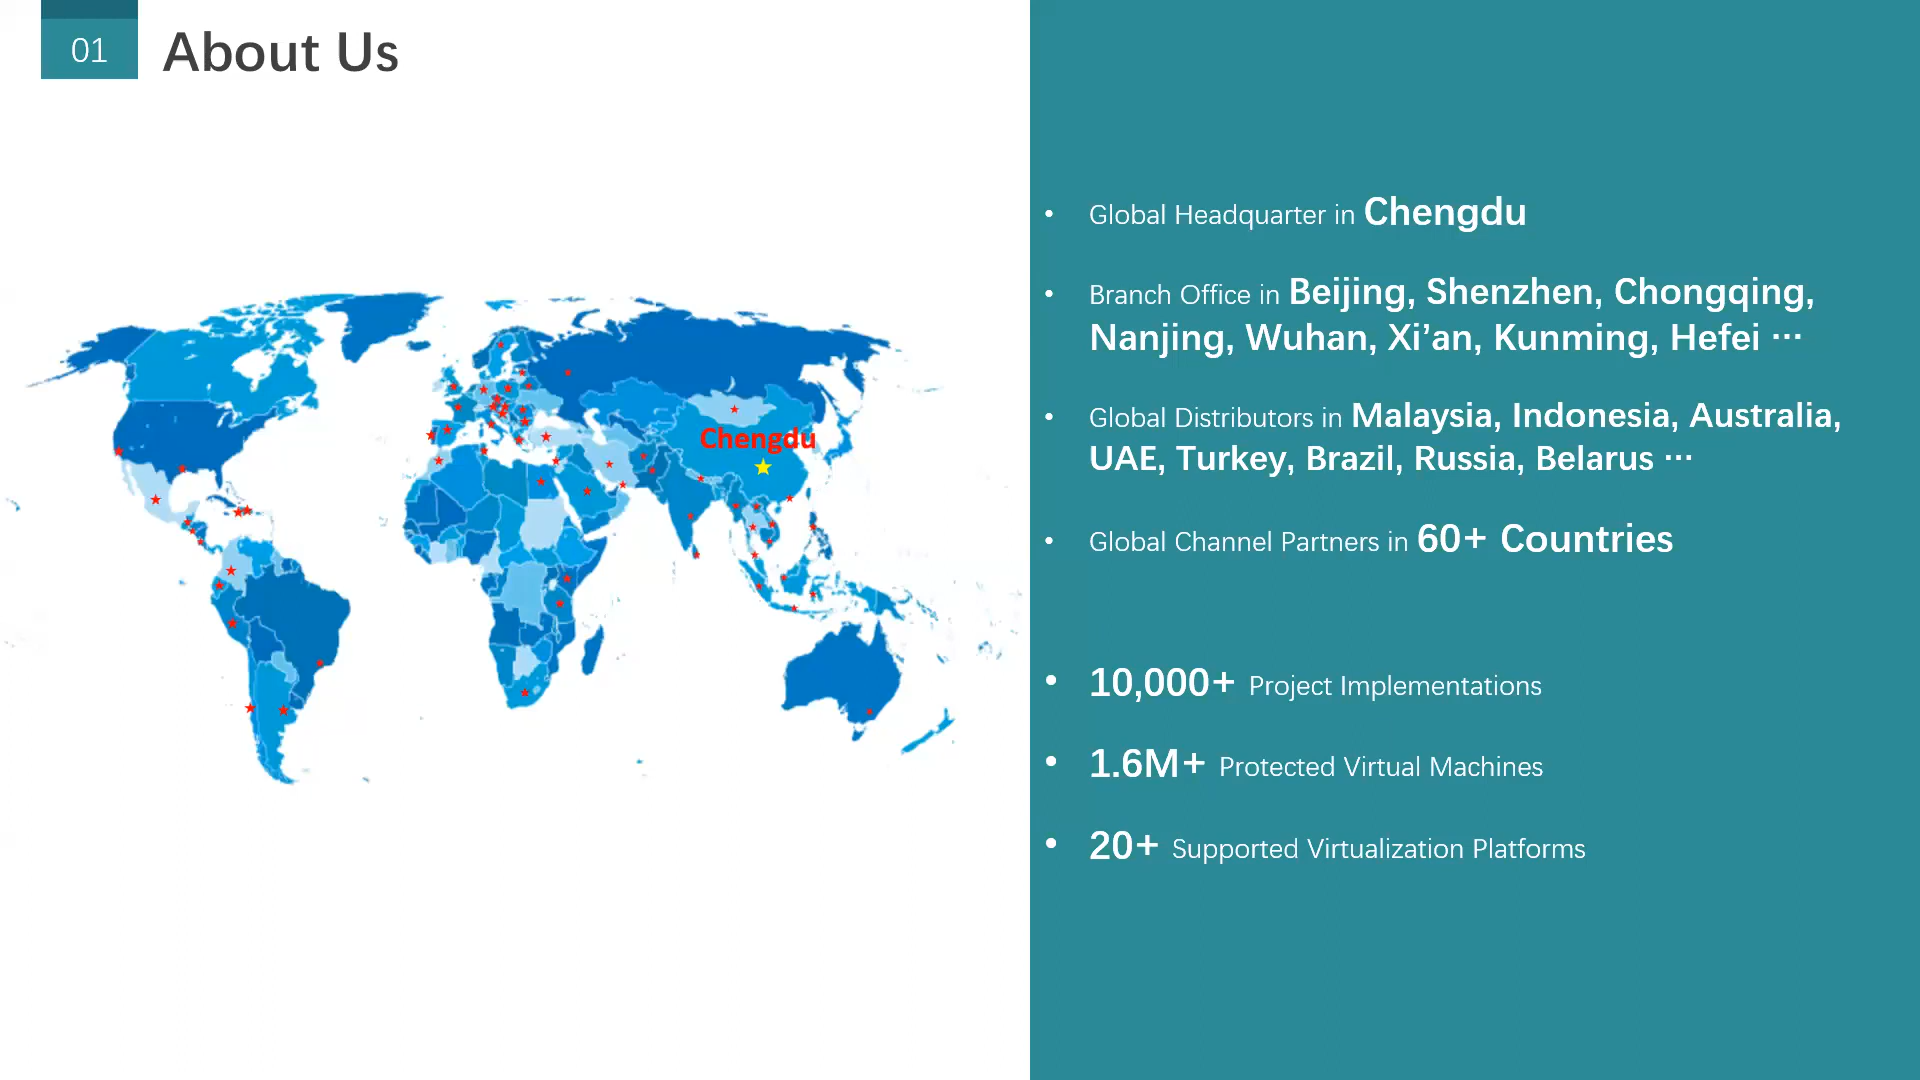 01
About Us
Chengdu
• Global Headquarter in Chengdu
• Branch Office in Beijing, Shenzhen, Chongqing,
Nanjing, Wuhan, Xi’an, Kunming, Hefei ···
• Global Distributors in Malaysia, Indonesia, Australia,
UAE, Turkey, Brazil, Russia, Belarus ···
• Global Channel Partners in 60+ Countries
• 10,000+ Project Implementations
• 1.6M+ Protected Virtual Machines
• 20+ Supported Virtualization Platforms